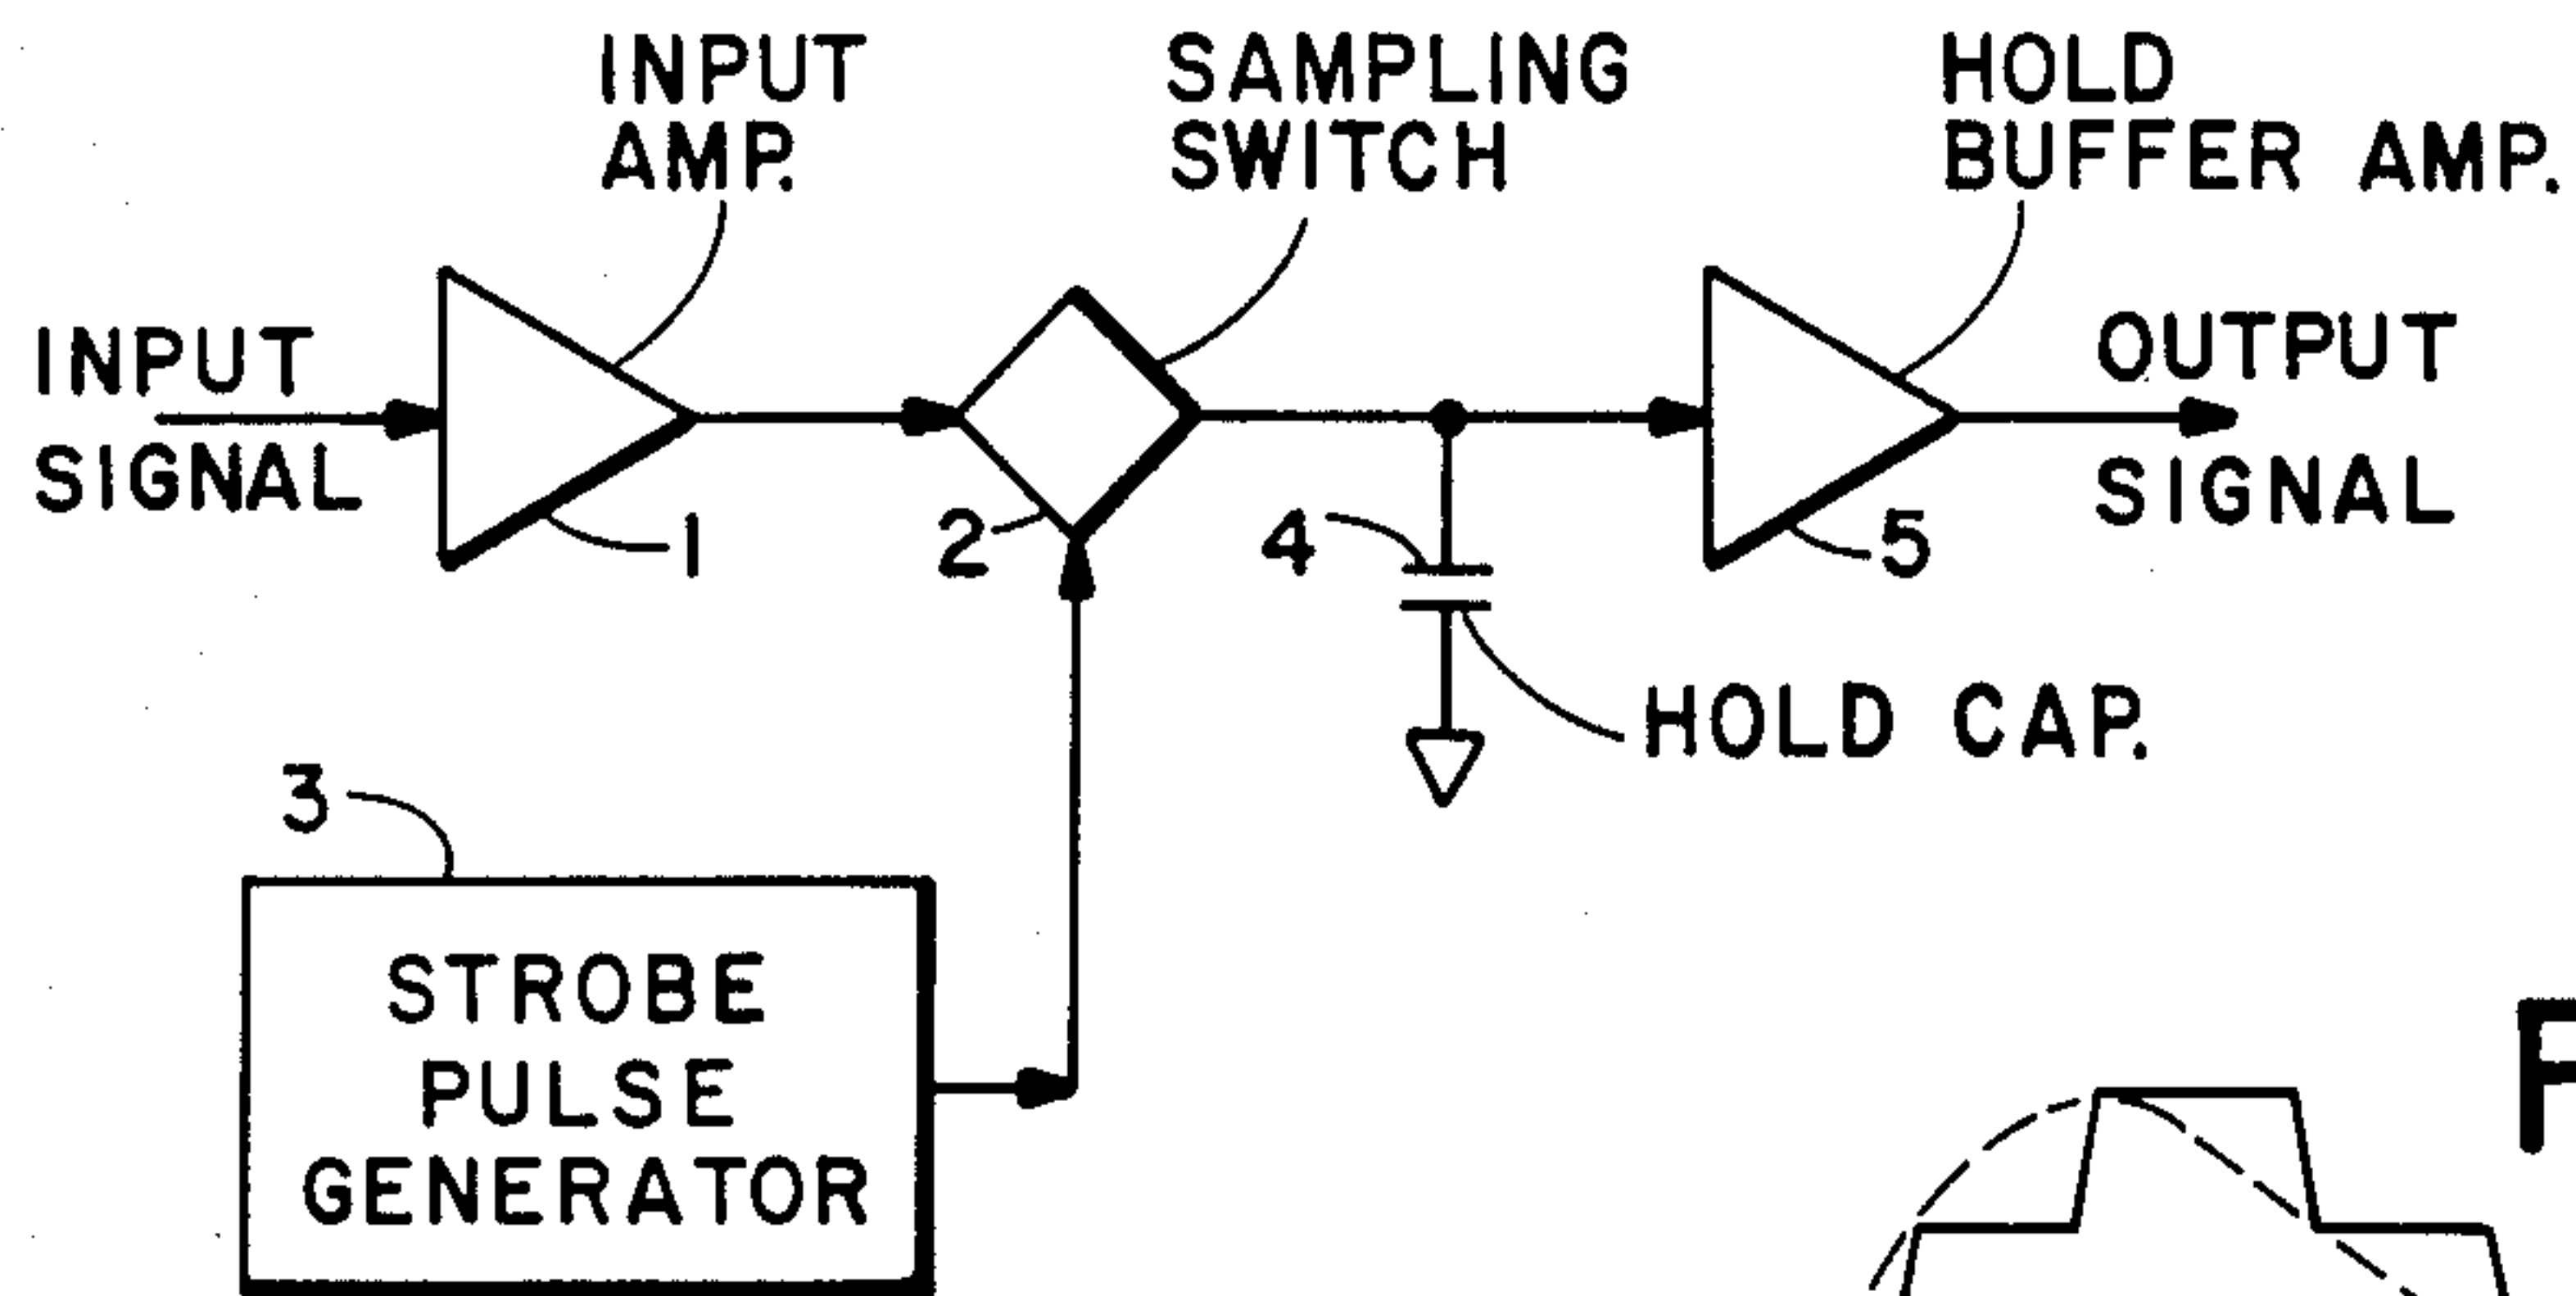 INPUT
AMP.
SAMPLING
SWITCH
HOLD
BUFFER AMP.
INPUT
SIGNAL
OUTPUT
SIGNAL
1
2
4
5
HOLD CAP.
3
STROBE
PULSE
GENERATOR